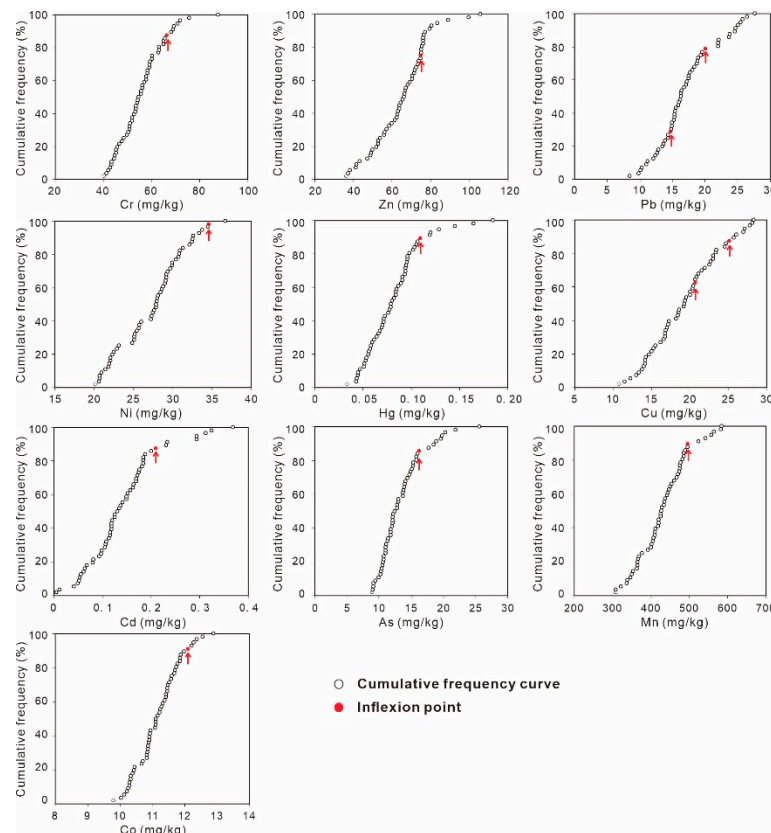 Cumulative frequency (%)
100
80
60
40
20
0
20 40 60 80 100
Cr (mg/kg)
Cumulative frequency (%)
100
80
60
40
20
0
20 40 60 80 100 120
Zn (mg/kg)
Cumulative frequency (%)
100
80
60
40
20
0
0 10 20 30
Pb (mg/kg)
Cumulative frequency (%)
100
80
60
40
20
0
15 20 25 30 35 40
Ni (mg/kg)
Cumulative frequency (%)
100
80
60
40
20
0
0 0.05 0.10 0.15 0.20
Hg (mg/kg)
Cumulative frequency (%)
100
80
60
40
20
0
5 10 15 20 25 30
Cu (mg/kg)
Cumulative frequency (%)
100
80
60
40
20
0
0 0.1 0.2 0.3 0.4
Cd (mg/kg)
Cumulative frequency (%)
100
80
60
40
20
0
0 5 10 15 20 25 30
As (mg/kg)
Cumulative frequency (%)
100
80
60
40
20
0
200 300 400 500 600 700
Mn (mg/kg)
Cumulative frequency (%)
100
80
60
40
20
0
8 9 10 11 12 13 14
Co (mg/kg)
Cumulative frequency curve
Inflexion point